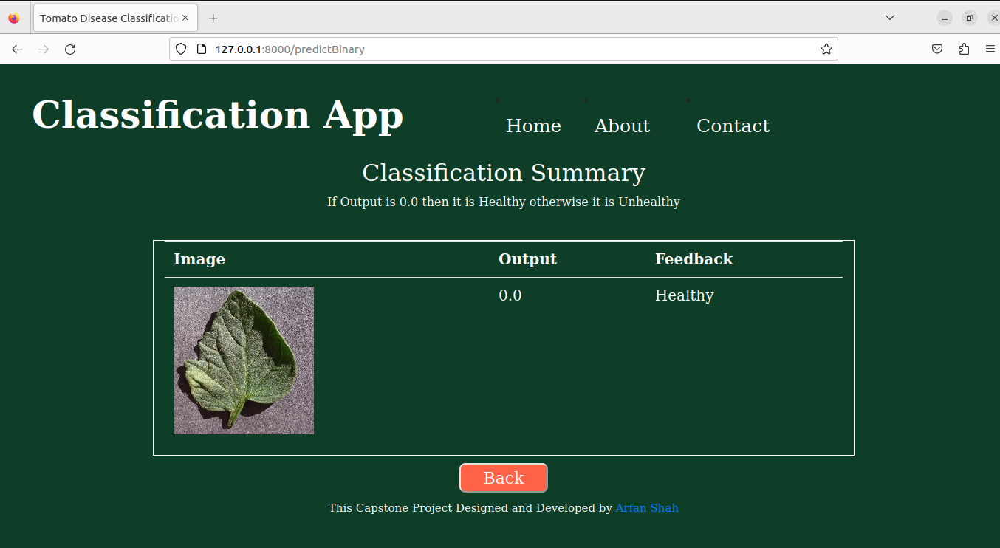 Tomato Disease Classificatio
127.0.0.1:8000/predictBinary
Classification App
Home About Contact
Classification Summary
If Output is 0.0 then it is Healthy otherwise it is Unhealthy
Image Output Feedback
0.0 Healthy
Back
This Capstone Project Designed and Developed by Arfan Shah